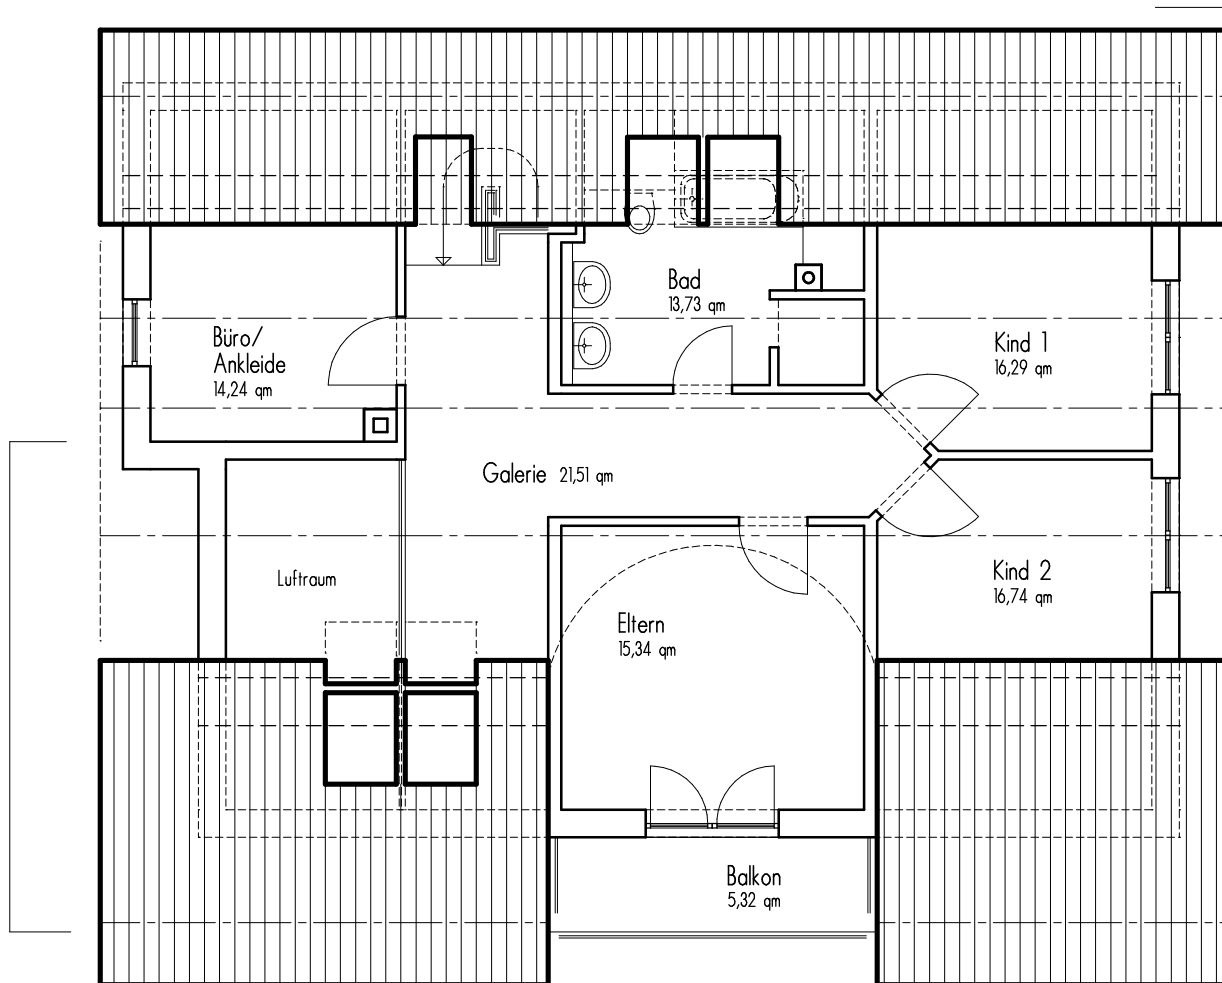 Bad
13,73 qm
Büro/
Ankleide
14,24 qm
Kind 1
16,29 qm
Galerie 21,51 qm
Luftraum
Kind 2
16,74 qm
Eltern
15,34 qm
Balkon
5,32 qm